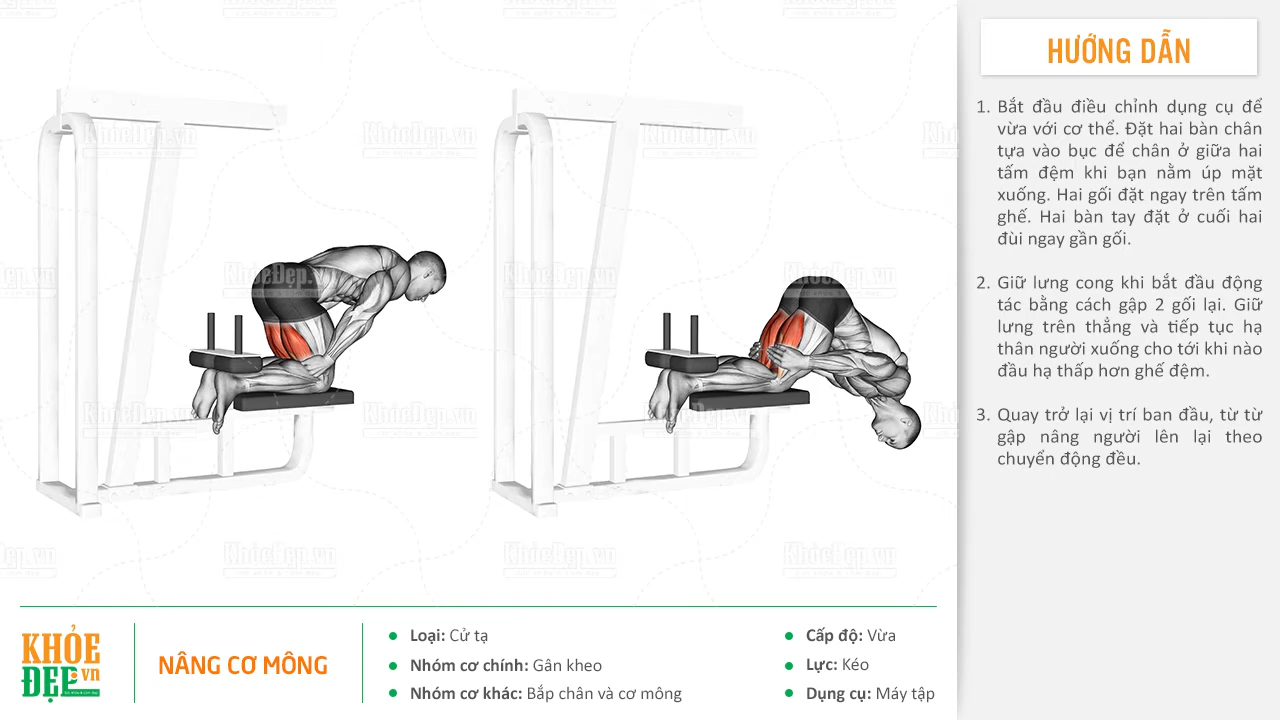 HƯỚNG DẪN
1. Bắt đầu điều chỉnh dụng cụ để
vừa với cơ thể. Đặt hai bàn chân
tựa vào bục để chân ở giữa hai
tấm đệm khi bạn nằm úp mặt
xuống. Hai gối đặt ngay trên tấm
ghế. Hai bàn tay đặt ở cuối hai
đùi ngay gần gối.
2. Giữ lưng cong khi bắt đầu động
tác bằng cách gập 2 gối lại. Giữ
lưng trên thẳng và tiếp tục hạ
thân người xuống cho tới khi nào
đầu hạ thấp hơn ghế đệm.
3. Quay trở lại vị trí ban đầu, từ từ
gập nâng người lên lại theo
chuyển động đều.
KHỎE
ĐẸP.vn
NÂNG CƠ MÔNG
Loại: Cử tạ
Nhóm cơ chính: Gân kheo
Nhóm cơ khác: Bắp chân và cơ mông
Cấp độ: Vừa
Lực: Kéo
Dụng cụ: Máy tập